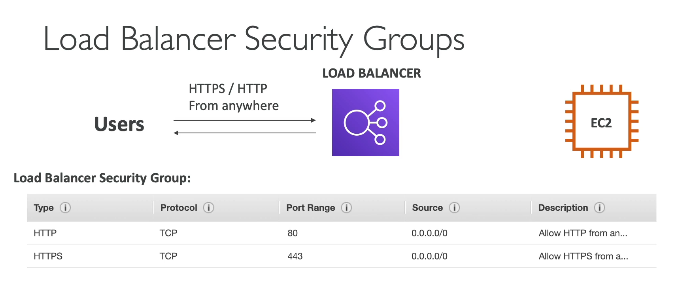 Load Balancer Security Groups
LOAD BALANCER
HTTPS / HTTP
From anywhere
Users
EC2
Load Balancer Security Group:
Type i Protocol i Port Range i Source i Description i
HTTP TCP 80 0.0.0.0/0 Allow HTTP from an...
HTTPS TCP 443 0.0.0.0/0 Allow HTTPS from a...